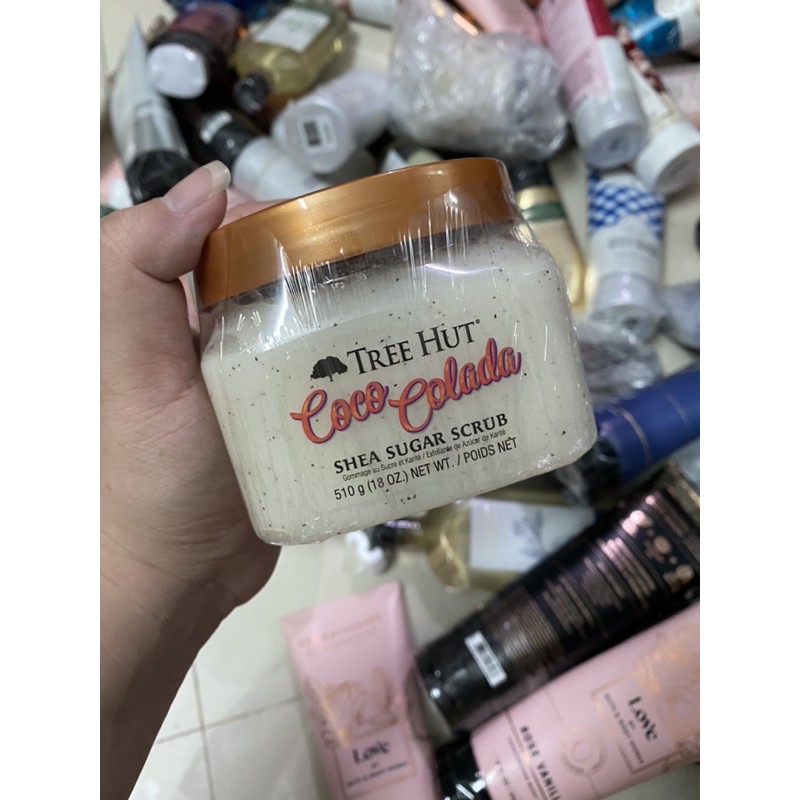 TREE HUT®
Coco Colada
SHEA SUGAR SCRUB
Gommage au Sucre et Karité / Exfoliante de Azúcar de Karité
510 g (18 OZ.) NET WT. / POIDS NET
Love
Love
ROSE VANIL